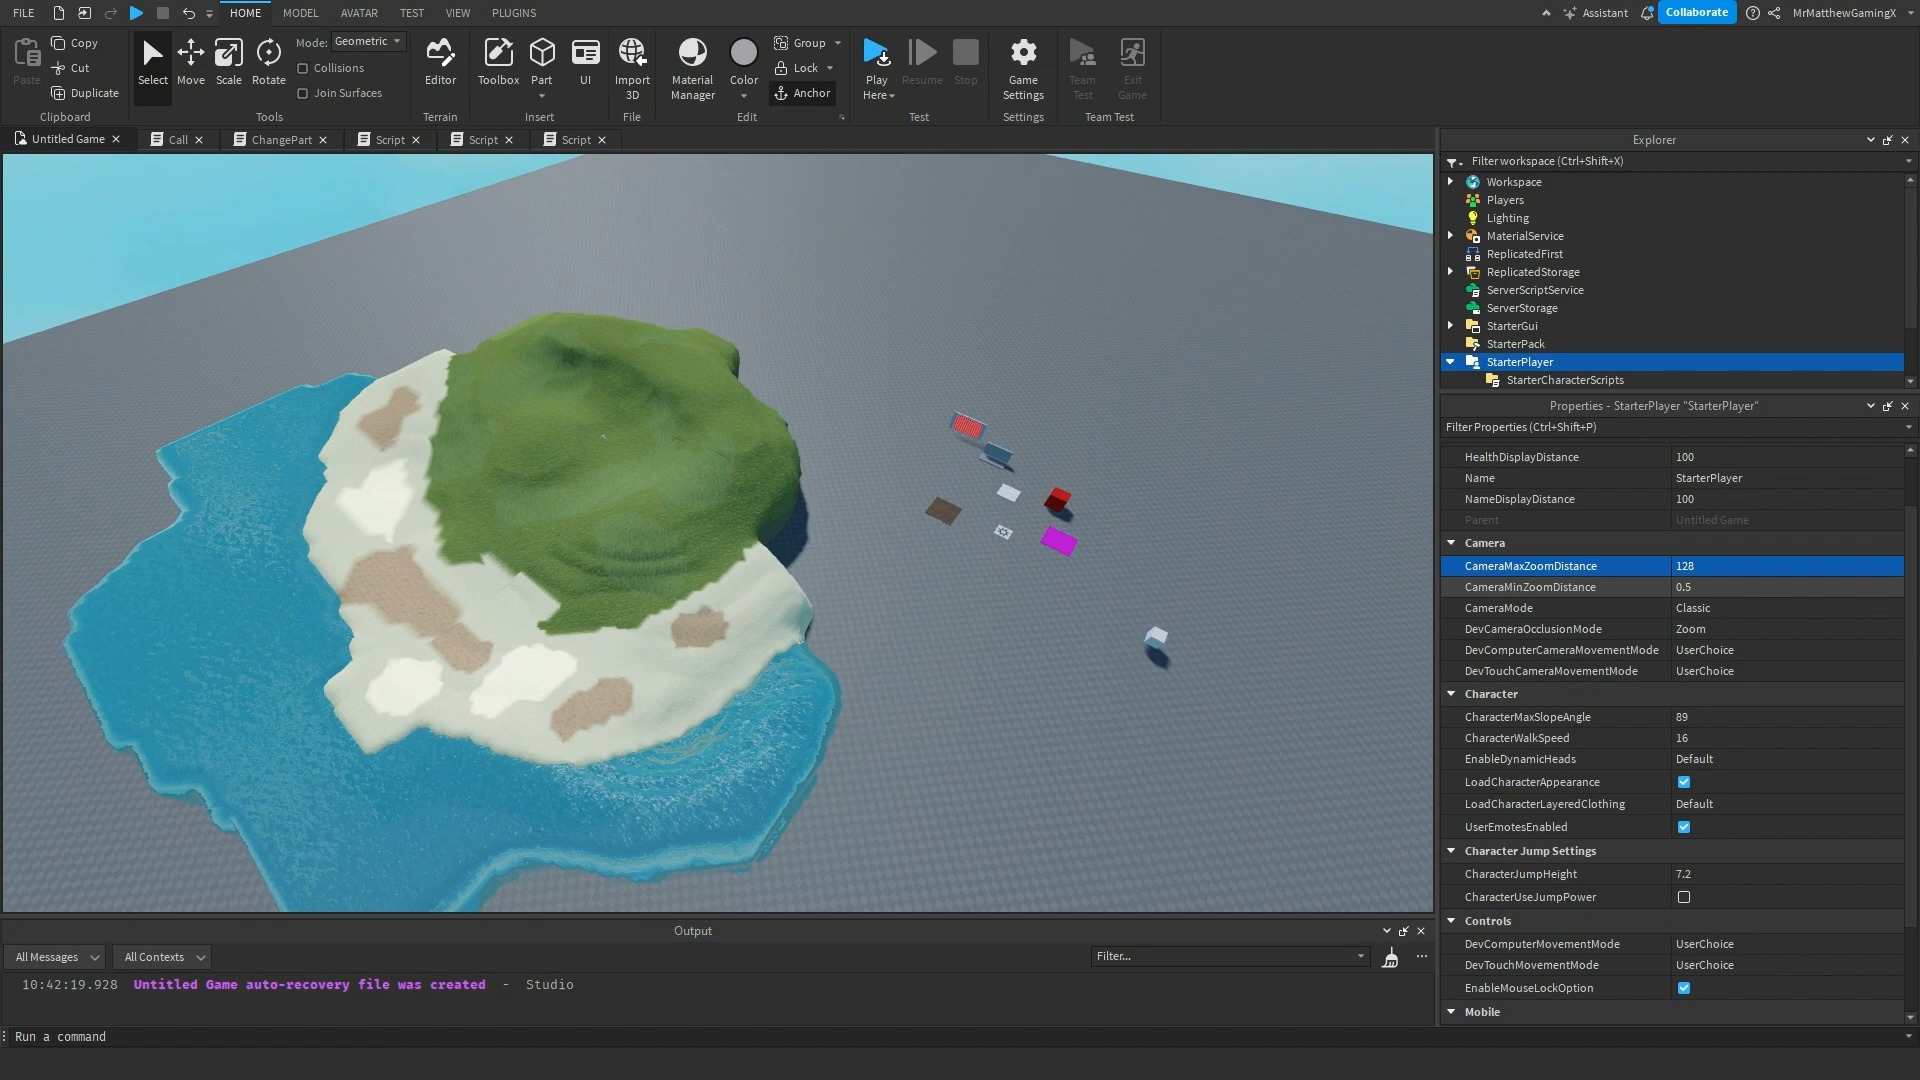 FILE
HOME
MODEL
AVATAR
TEST
VIEW
PLUGINS
Assistant
Collaborate
MrMatthewGamingX
Paste
Copy
Cut
Duplicate
Clipboard
Select
Move
Scale
Rotate
Mode:
Geometric
Collisions
Join Surfaces
Tools
Editor
Terrain
Toolbox
Part
UI
Insert
Import
3D
File
Material
Manager
Color
Group
Lock
Anchor
Edit
Play
Here
Resume
Stop
Test
Game
Settings
Settings
Team
Test
Exit
Game
Team Test
Untitled Game
Call
ChangePart
Script
Script
Script
Explorer
Filter workspace (Ctrl+Shift+X)
Workspace
Players
Lighting
MaterialService
ReplicatedFirst
ReplicatedStorage
ServerScriptService
ServerStorage
StarterGui
StarterPack
StarterPlayer
StarterCharacterScripts
Properties - StarterPlayer "StarterPlayer"
Filter Properties (Ctrl+Shift+P)
HealthDisplayDistance 100
Name StarterPlayer
NameDisplayDistance 100
Parent Untitled Game
Camera
CameraMaxZoomDistance 128
CameraMinZoomDistance 0.5
CameraMode Classic
DevCameraOcclusionMode Zoom
DevComputerCameraMovementMode UserChoice
DevTouchCameraMovementMode UserChoice
Character
CharacterMaxSlopeAngle 89
CharacterWalkSpeed 16
EnableDynamicHeads Default
LoadCharacterAppearance
LoadCharacterLayeredClothing Default
UserEmotesEnabled
Character Jump Settings
CharacterJumpHeight 7.2
CharacterUseJumpPower
Controls
DevComputerMovementMode UserChoice
DevTouchMovementMode UserChoice
EnableMouseLockOption
Mobile
Output
All Messages
All Contexts
Filter...
10:42:19.928 Untitled Game auto-recovery file was created - Studio
Run a command